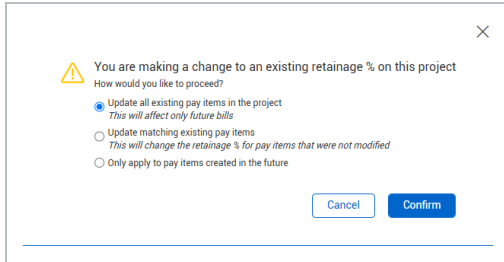 You are making a change to an existing retainage % on this project
How would you like to proceed?
Update all existing pay items in the project
This will affect only future bills
Update matching existing pay items
This will change the retainage % for pay items that were not modified
Only apply to pay items created in the future
Cancel
Confirm